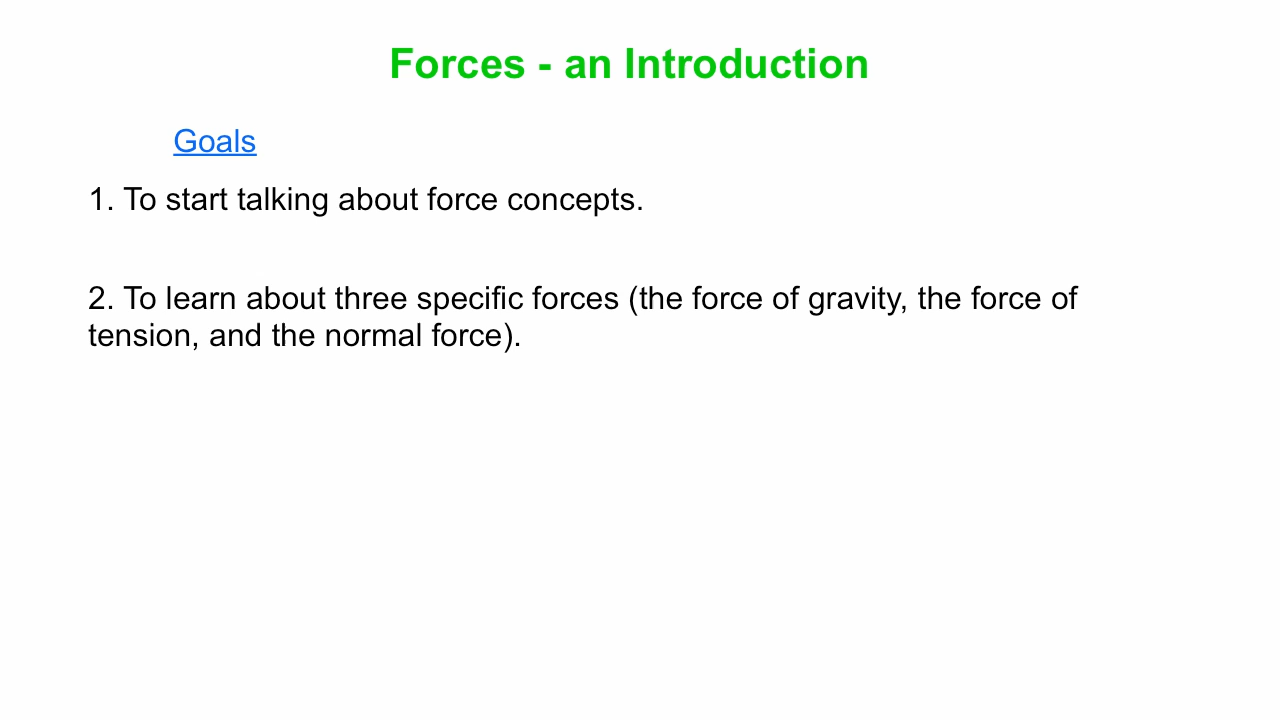 Forces - an Introduction
Goals
1. To start talking about force concepts.
2. To learn about three specific forces (the force of gravity, the force of
tension, and the normal force).